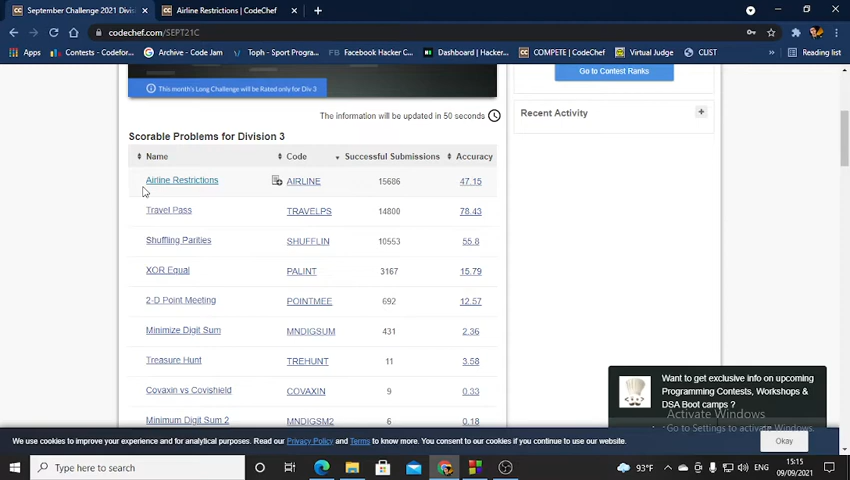 September Challenge 2021 Divis
Airline Restrictions | CodeChef
codechef.com/SEPT21C
Apps
Contests - Codefor...
Archive - Code Jam
Toph - Sport Progra...
Facebook Hacker C...
Dashboard | Hacker...
COMPETE | CodeChef
Virtual Judge
CLIST
»
Reading list
This month's Long Challenge will be Rated only for Div 3
Go to Contest Ranks
Recent Activity
The information will be updated in 50 seconds
Scorable Problems for Division 3
Name Code Successful Submissions Accuracy
Airline Restrictions AIRLINE 15686 47.15
Travel Pass TRAVELPS 14800 78.43
Shuffling Parities SHUFFLIN 10553 55.8
XOR Equal PALINT 3167 15.79
2-D Point Meeting POINTMEE 692 12.57
Minimize Digit Sum MNDIGSUM 431 2.36
Treasure Hunt TREHUNT 11 3.58
Covaxin vs Covishield COVAXIN 9 0.33
Minimum Digit Sum 2 MNDIGSM2 6 0.18
Want to get exclusive info on upcoming
Programming Contests, Workshops &
DSA Boot camps ?
Activate Windows
Go to Settings to activate Windows.
We use cookies to improve your experience and for analytical purposes. Read our Privacy Policy and Terms to know more. You consent to our cookies if you continue to use our website.
Okay
Type here to search
93°F
ENG
15:15
09/09/2021